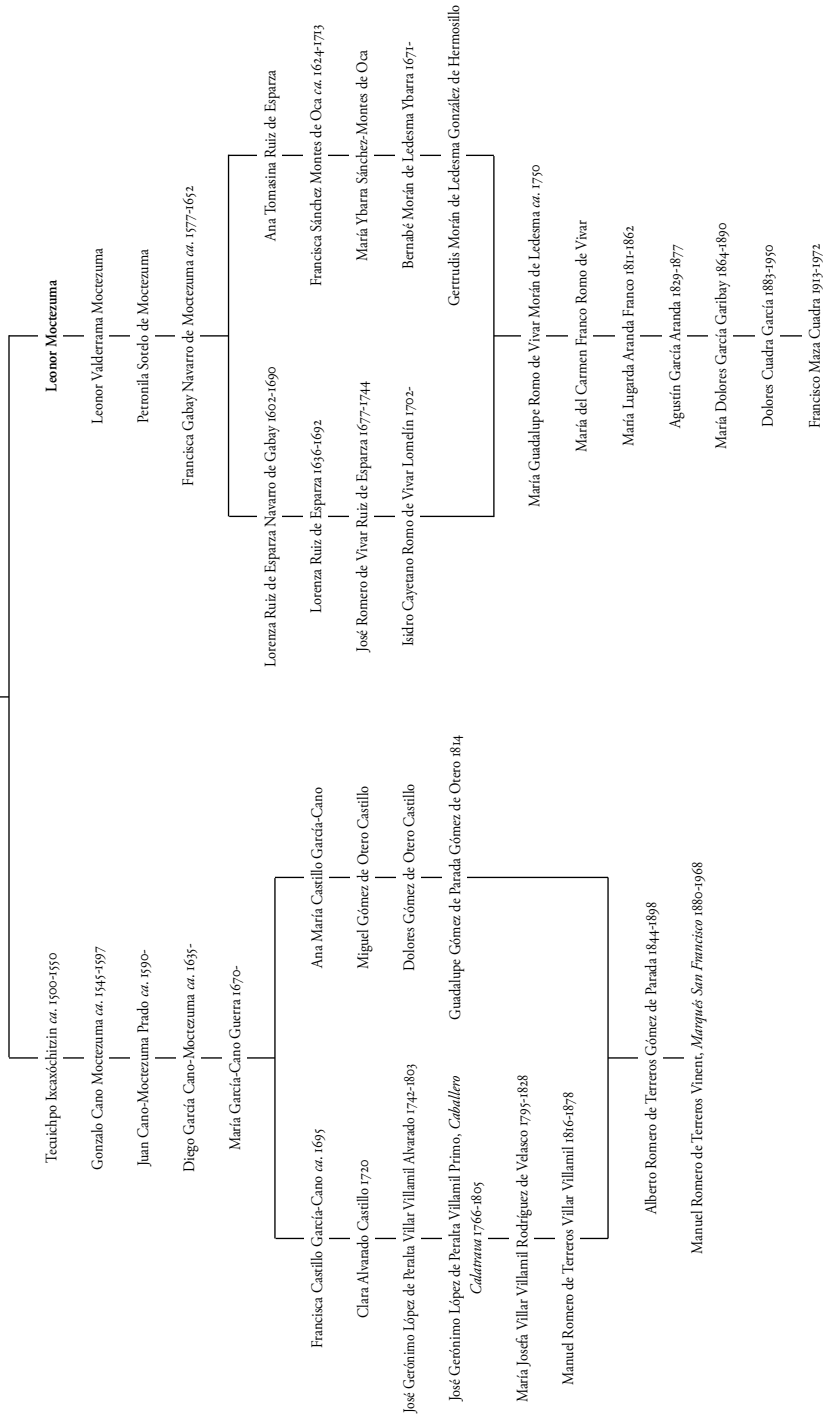 Tecuichpo Ixcaxóchitzin ca. 1500-1550
Gonzalo Cano Moctezuma ca. 1545-1597
Juan Cano-Moctezuma Prado ca. 1590-
Diego García Cano-Moctezuma ca. 1635-
María García-Cano Guerra 1670-
Francisca Castillo García-Cano ca. 1695
Clara Alvarado Castillo 1720
José Gerónimo López de Peralta Villar Villamil Alvarado 1742-1803
José Gerónimo López de Peralta Villamil Primo, Caballero
Calatrava 1766-1805
María Josefa Villar Villamil Rodríguez de Velasco 1795-1828
Manuel Romero de Terreros Villar Villamil 1816-1878
Ana María Castillo García-Cano
Miguel Gómez de Otero Castillo
Dolores Gómez de Otero Castillo
Guadalupe Gómez de Parada Gómez de Otero 1814
Alberto Romero de Terreros Gómez de Parada 1844-1898
Manuel Romero de Terreros Vinent, Marqués San Francisco 1880-1968
Leonor Moctezuma
Leonor Valderrama Moctezuma
Petronila Sotelo de Moctezuma
Francisca Gabay Navarro de Moctezuma ca. 1577-1652
Lorenza Ruiz de Esparza Navarro de Gabay 1602-1690
Lorenza Ruiz de Esparza 1636-1692
José Romero de Vivar Ruiz de Esparza 1677-1744
Isidro Cayetano Romo de Vivar Lomelín 1702-
Ana Tomasina Ruiz de Esparza
Francisca Sánchez Montes de Oca ca. 1624-1713
María Ybarra Sánchez-Montes de Oca
Bernabé Morán de Ledesma Ybarra 1671-
Gertrudis Morán de Ledesma González de Hermosillo
María Guadalupe Romo de Vivar Morán de Ledesma ca. 1750
María del Carmen Franco Romo de Vivar
María Lugarda Aranda Franco 1811-1862
Agustín García Aranda 1829-1877
María Dolores García Garibay 1864-1890
Dolores Cuadra García 1883-1950
Francisco Maza Cuadra 1913-1972